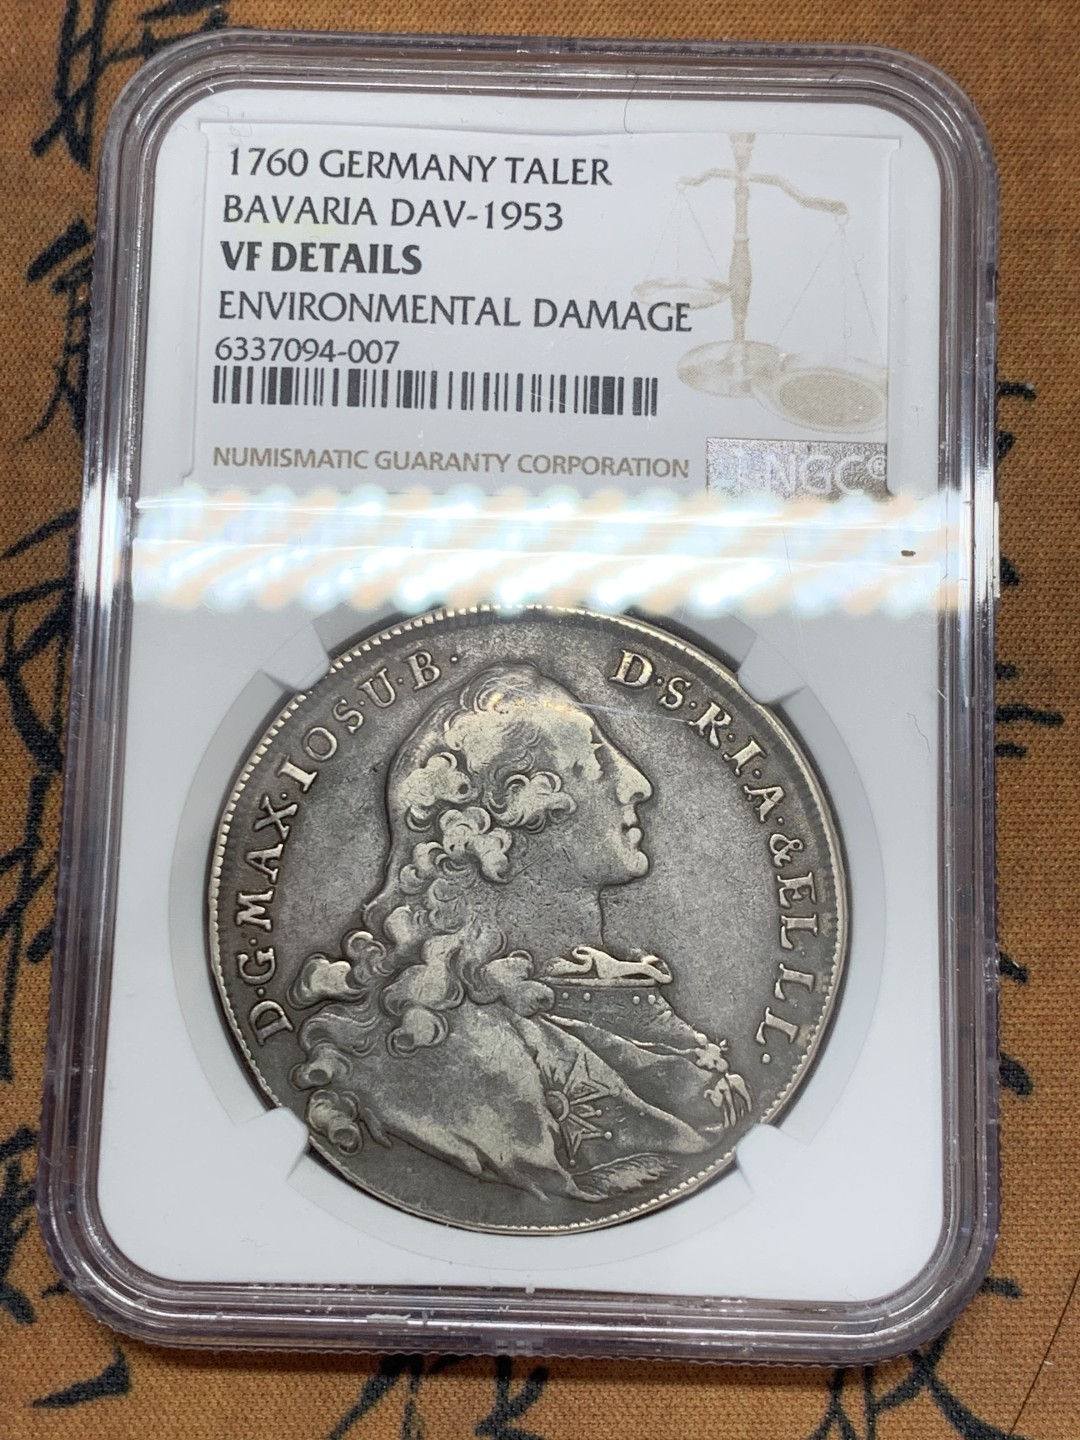 1760 GERMANY TALER
BAVARIA DAV-1953
VF DETAILS
ENVIRONMENTAL DAMAGE
6337094-007
NUMISMATIC GUARANTY CORPORATION
NGC®
D·G·MAX·IOS·U·B· D·S·R·I·A·&EL·L·L·